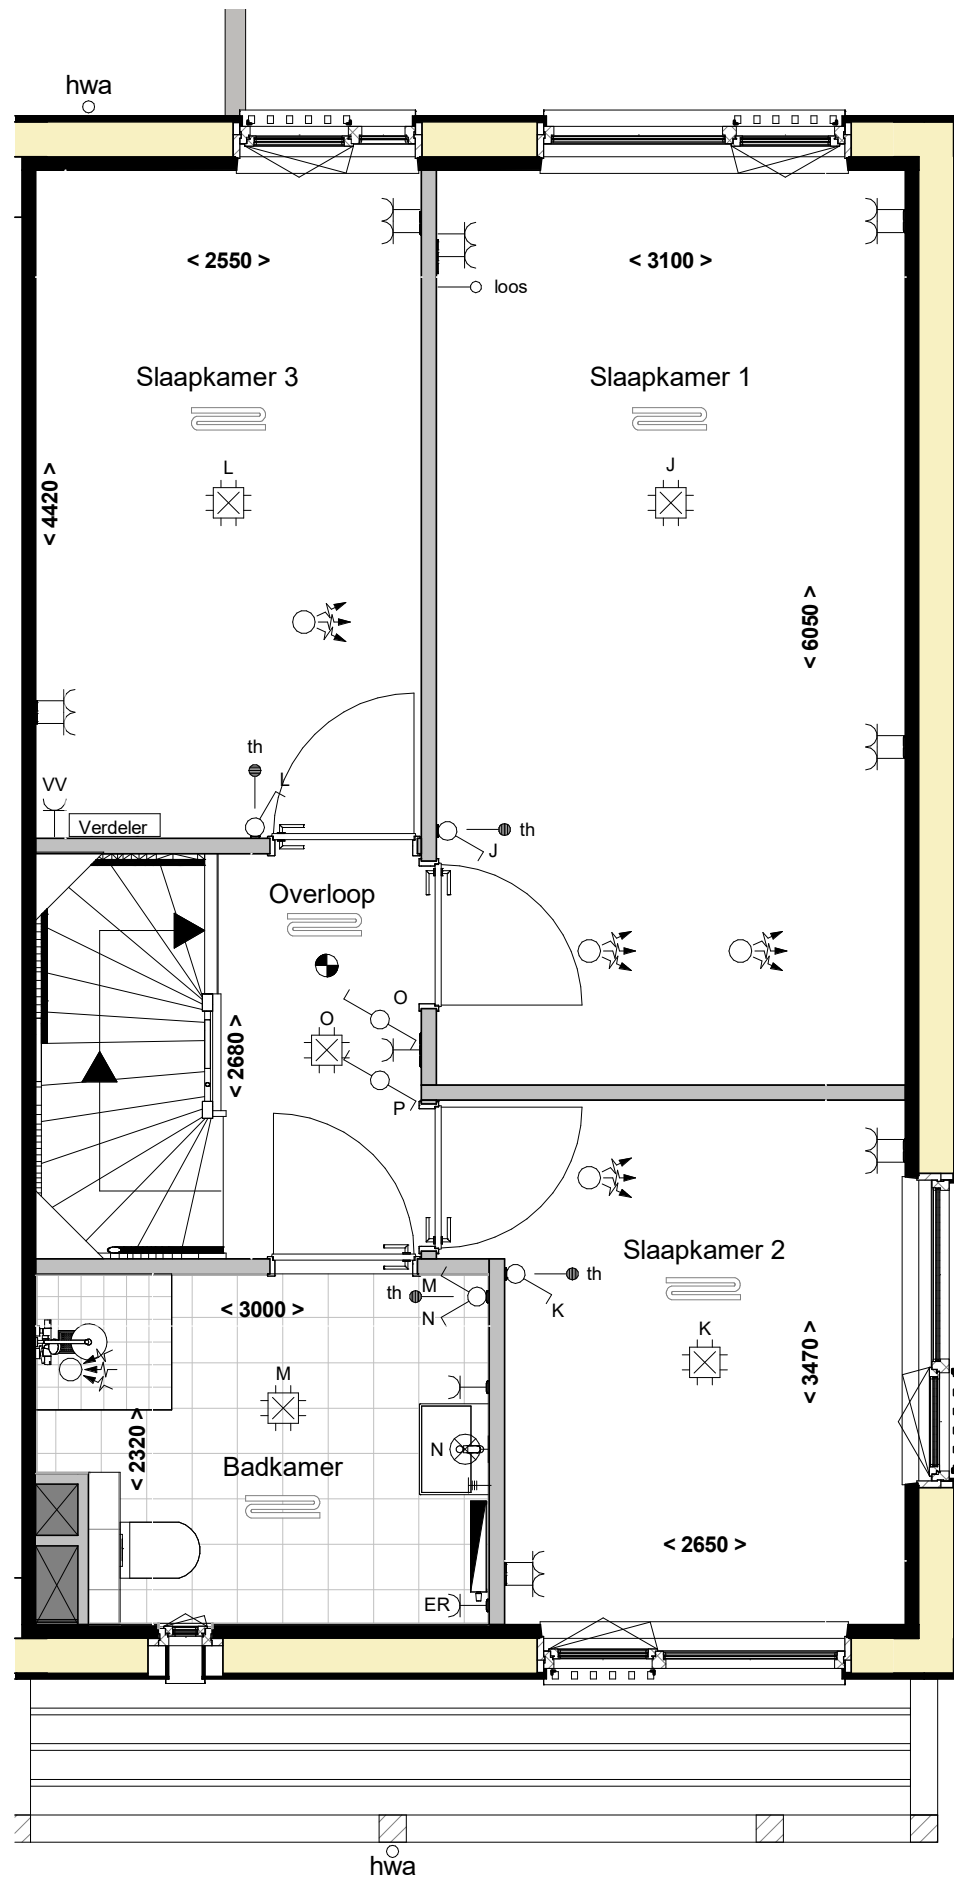 hwa
< 2550 >
< 3100 >
loos
Slaapkamer 3
Slaapkamer 1
L
J
< 4420 >
< 6050 >
th
L
VV
Verdeler
th
J
Overloop
O
O
< 2680 >
P
Slaapkamer 2
th
M
N
th
K
< 3000 >
K
M
< 3470 >
< 2320 >
N
Badkamer
< 2650 >
ER
hwa